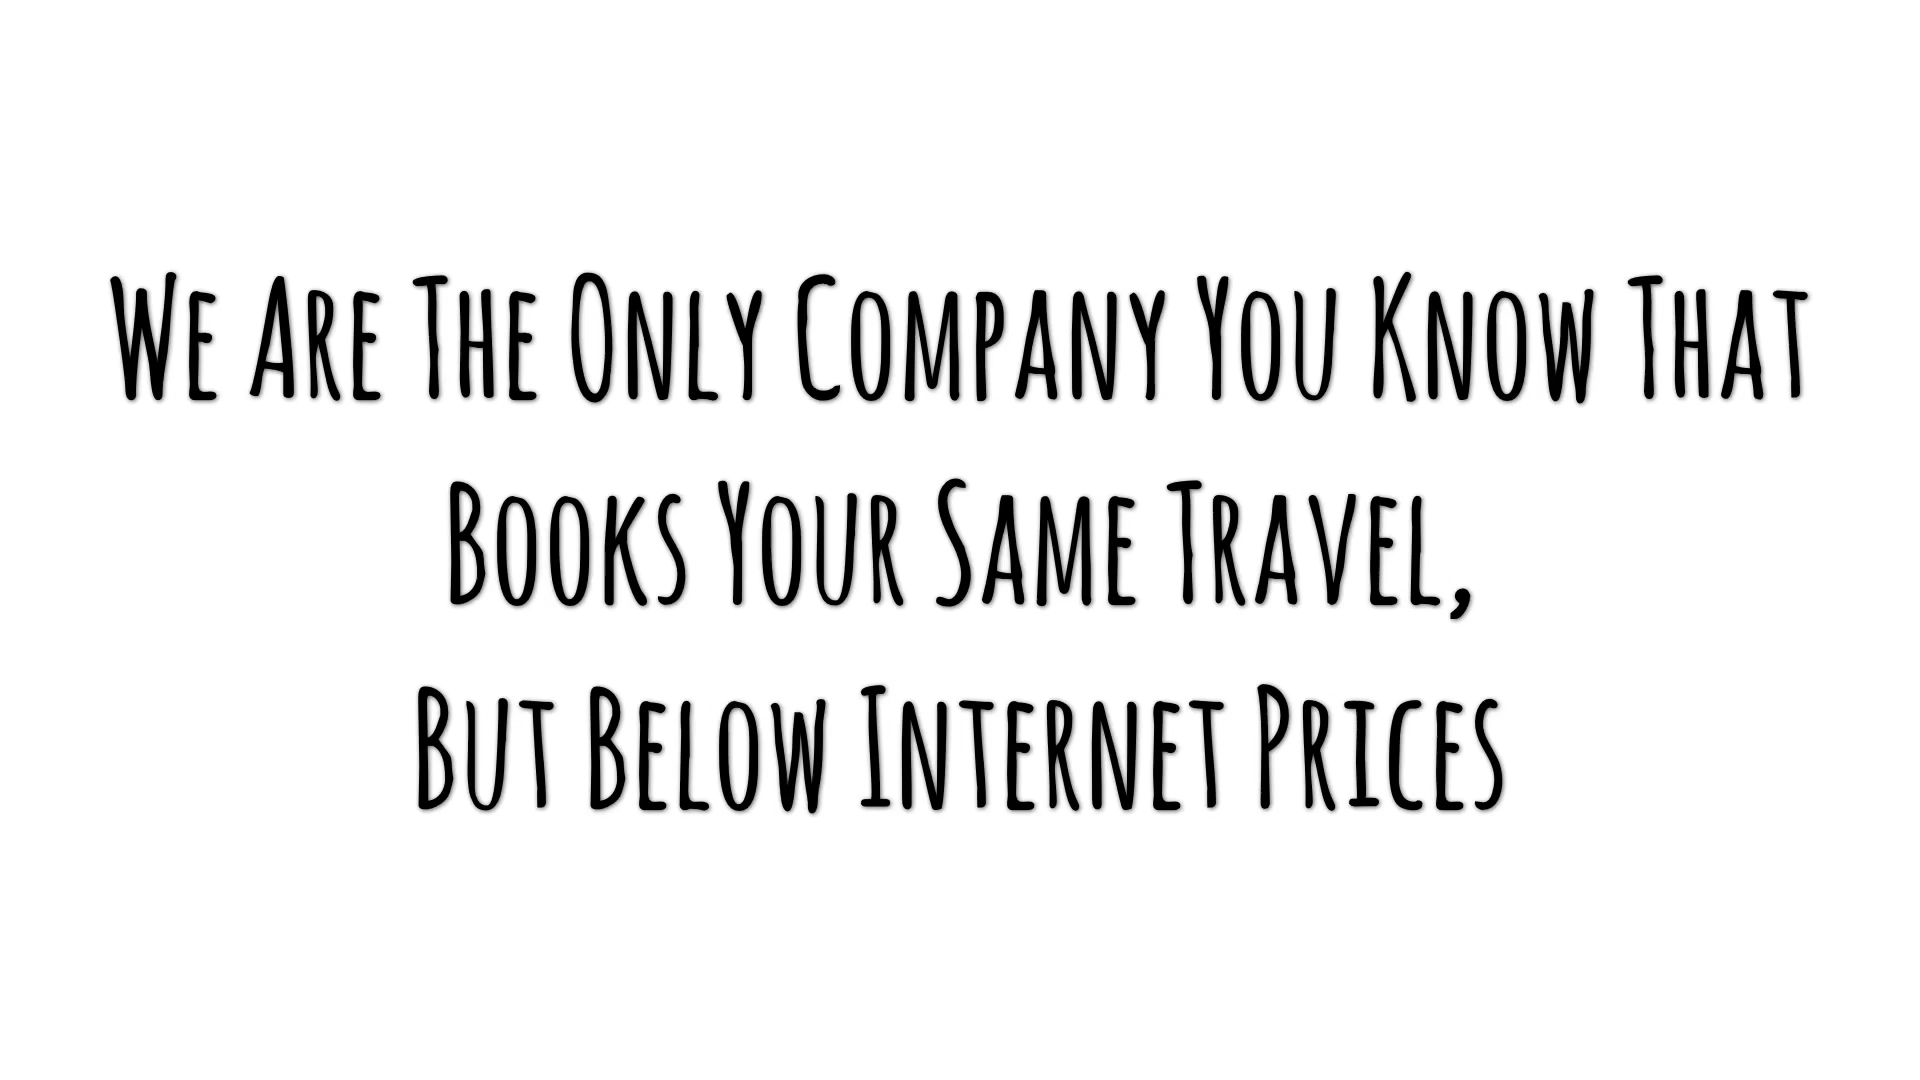 We Are The Only Company You Know That
Books Your Same Travel,
But Below Internet Prices